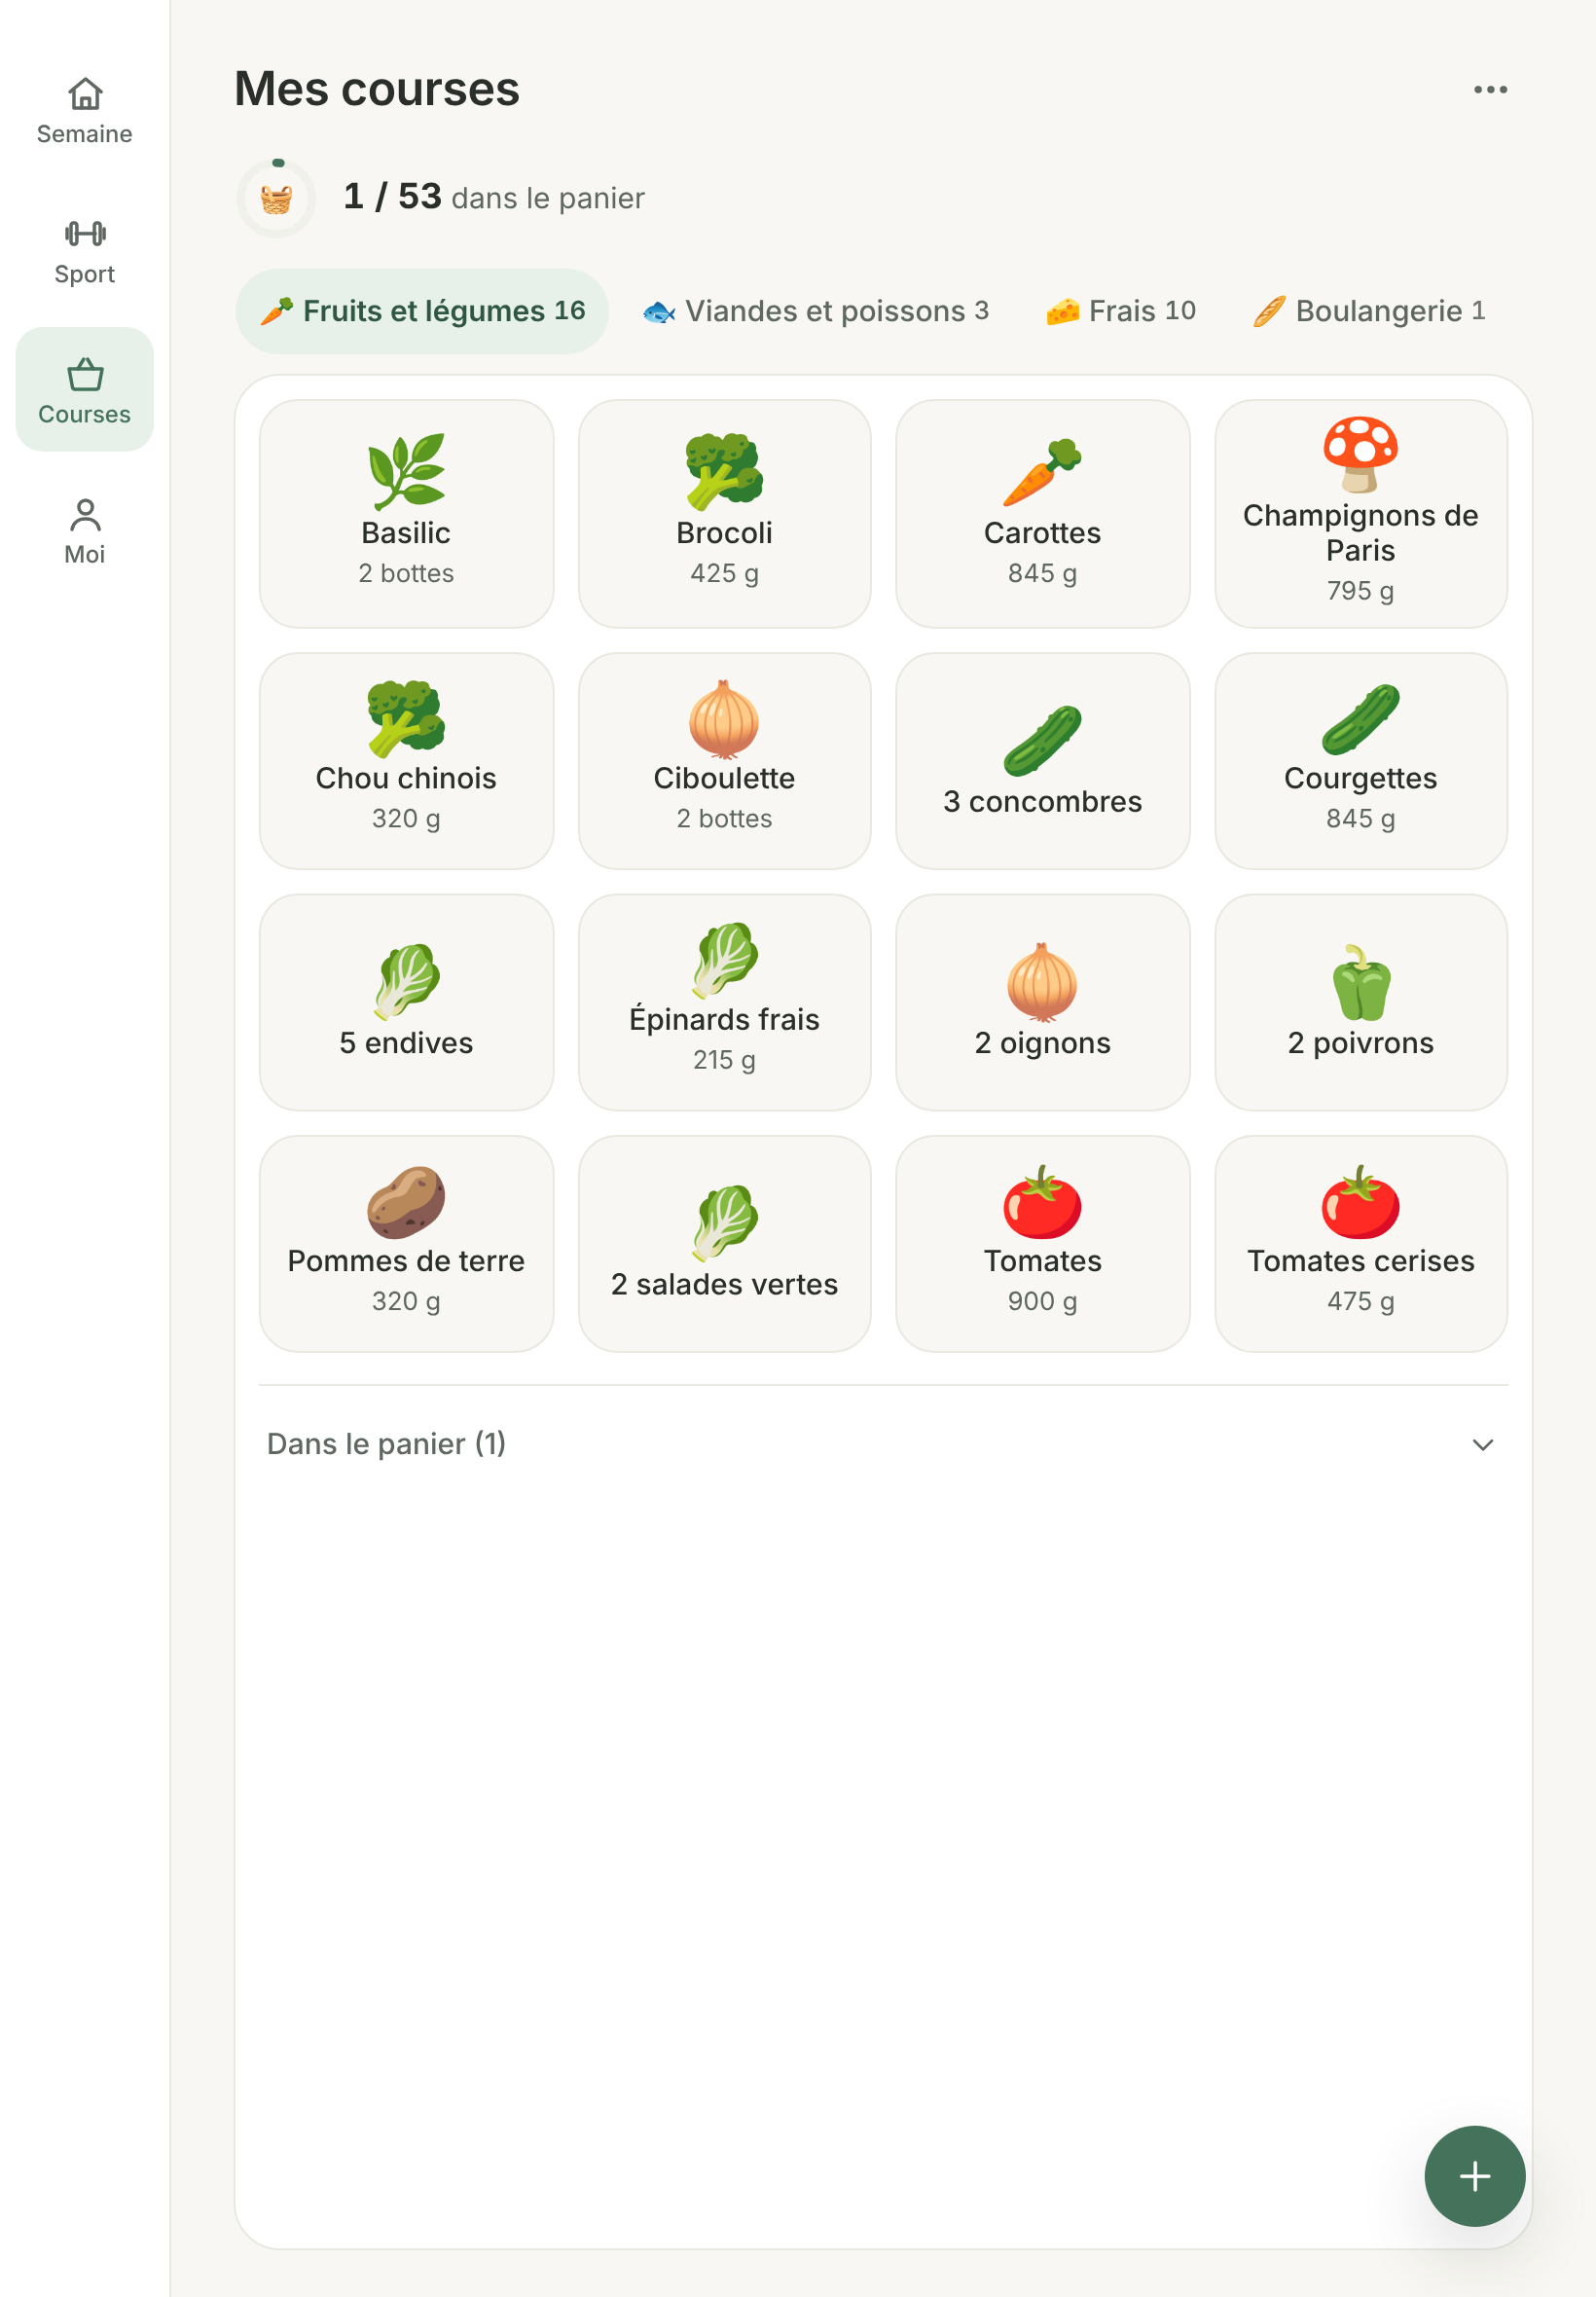 Mes courses
Semaine
1 / 53 dans le panier
Sport
Fruits et légumes 16
Viandes et poissons 3
Frais 10
Boulangerie 1
Courses
Moi
Basilic
2 bottes
Brocoli
425 g
Carottes
845 g
Champignons de
Paris
795 g
Chou chinois
320 g
Ciboulette
2 bottes
3 concombres
Courgettes
845 g
5 endives
Épinards frais
215 g
2 oignons
2 poivrons
Pommes de terre
320 g
2 salades vertes
Tomates
900 g
Tomates cerises
475 g
Dans le panier (1)